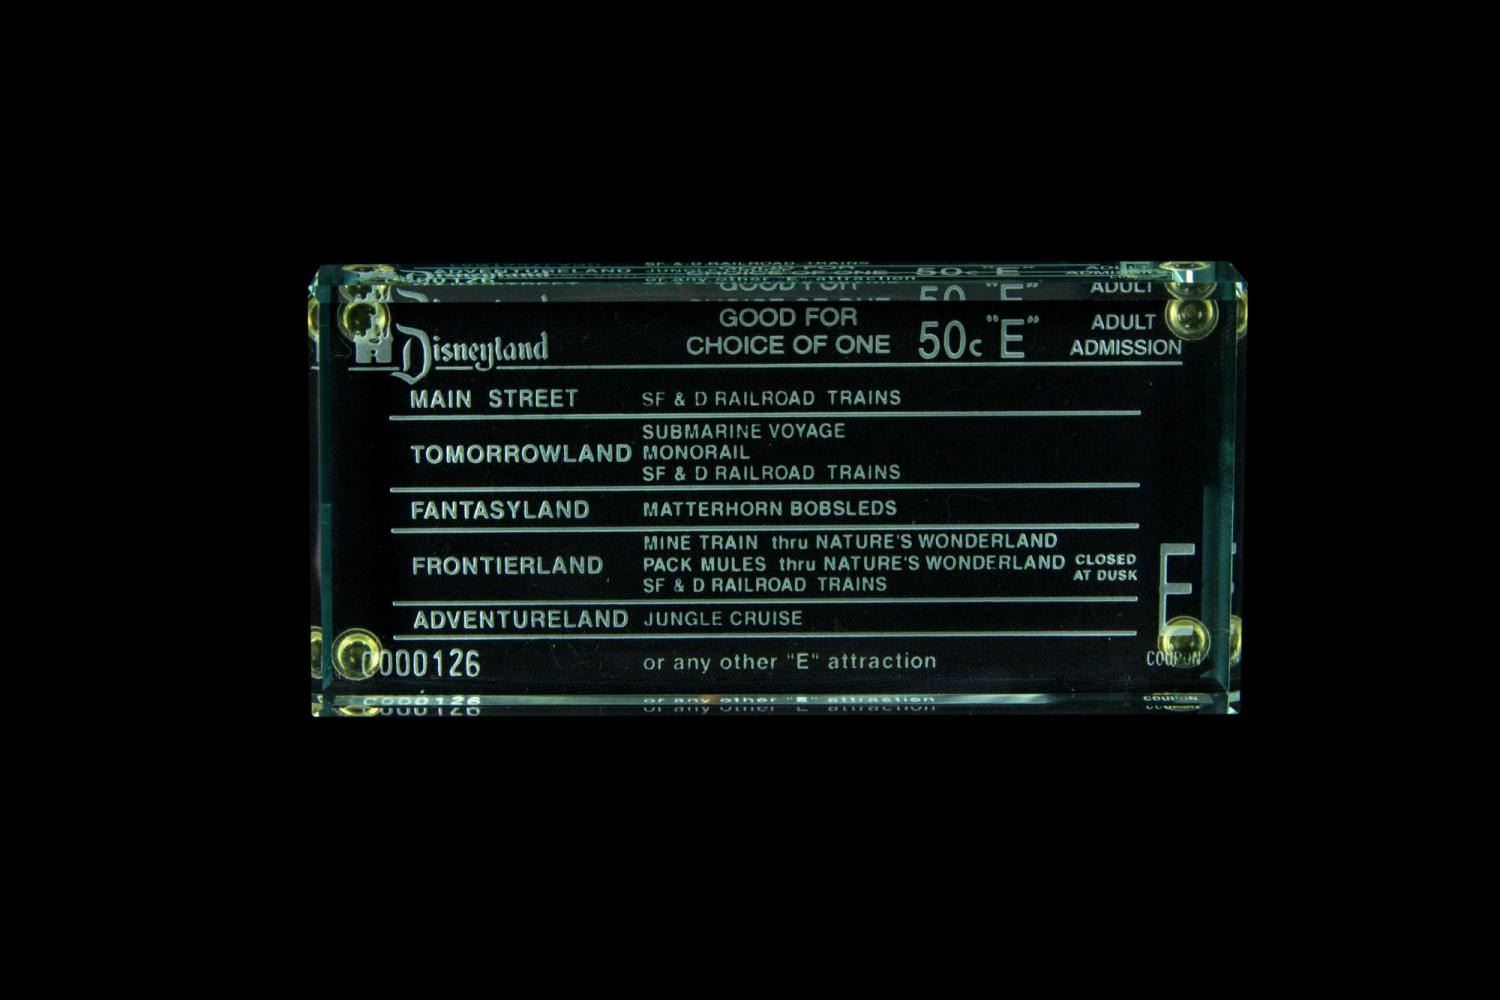 Disneyland
GOOD FOR
CHOICE OF ONE
50c "E"
ADULT
ADMISSION
MAIN STREET SF & D RAILROAD TRAINS
TOMORROWLAND SUBMARINE VOYAGE
MONORAIL
SF & D RAILROAD TRAINS
FANTASYLAND MATTERHORN BOBSLEDS
FRONTIERLAND MINE TRAIN thru NATURE'S WONDERLAND
PACK MULES thru NATURE'S WONDERLAND CLOSED AT DUSK
SF & D RAILROAD TRAINS
ADVENTURELAND JUNGLE CRUISE
E
COUPON
0000126 or any other "E" attraction